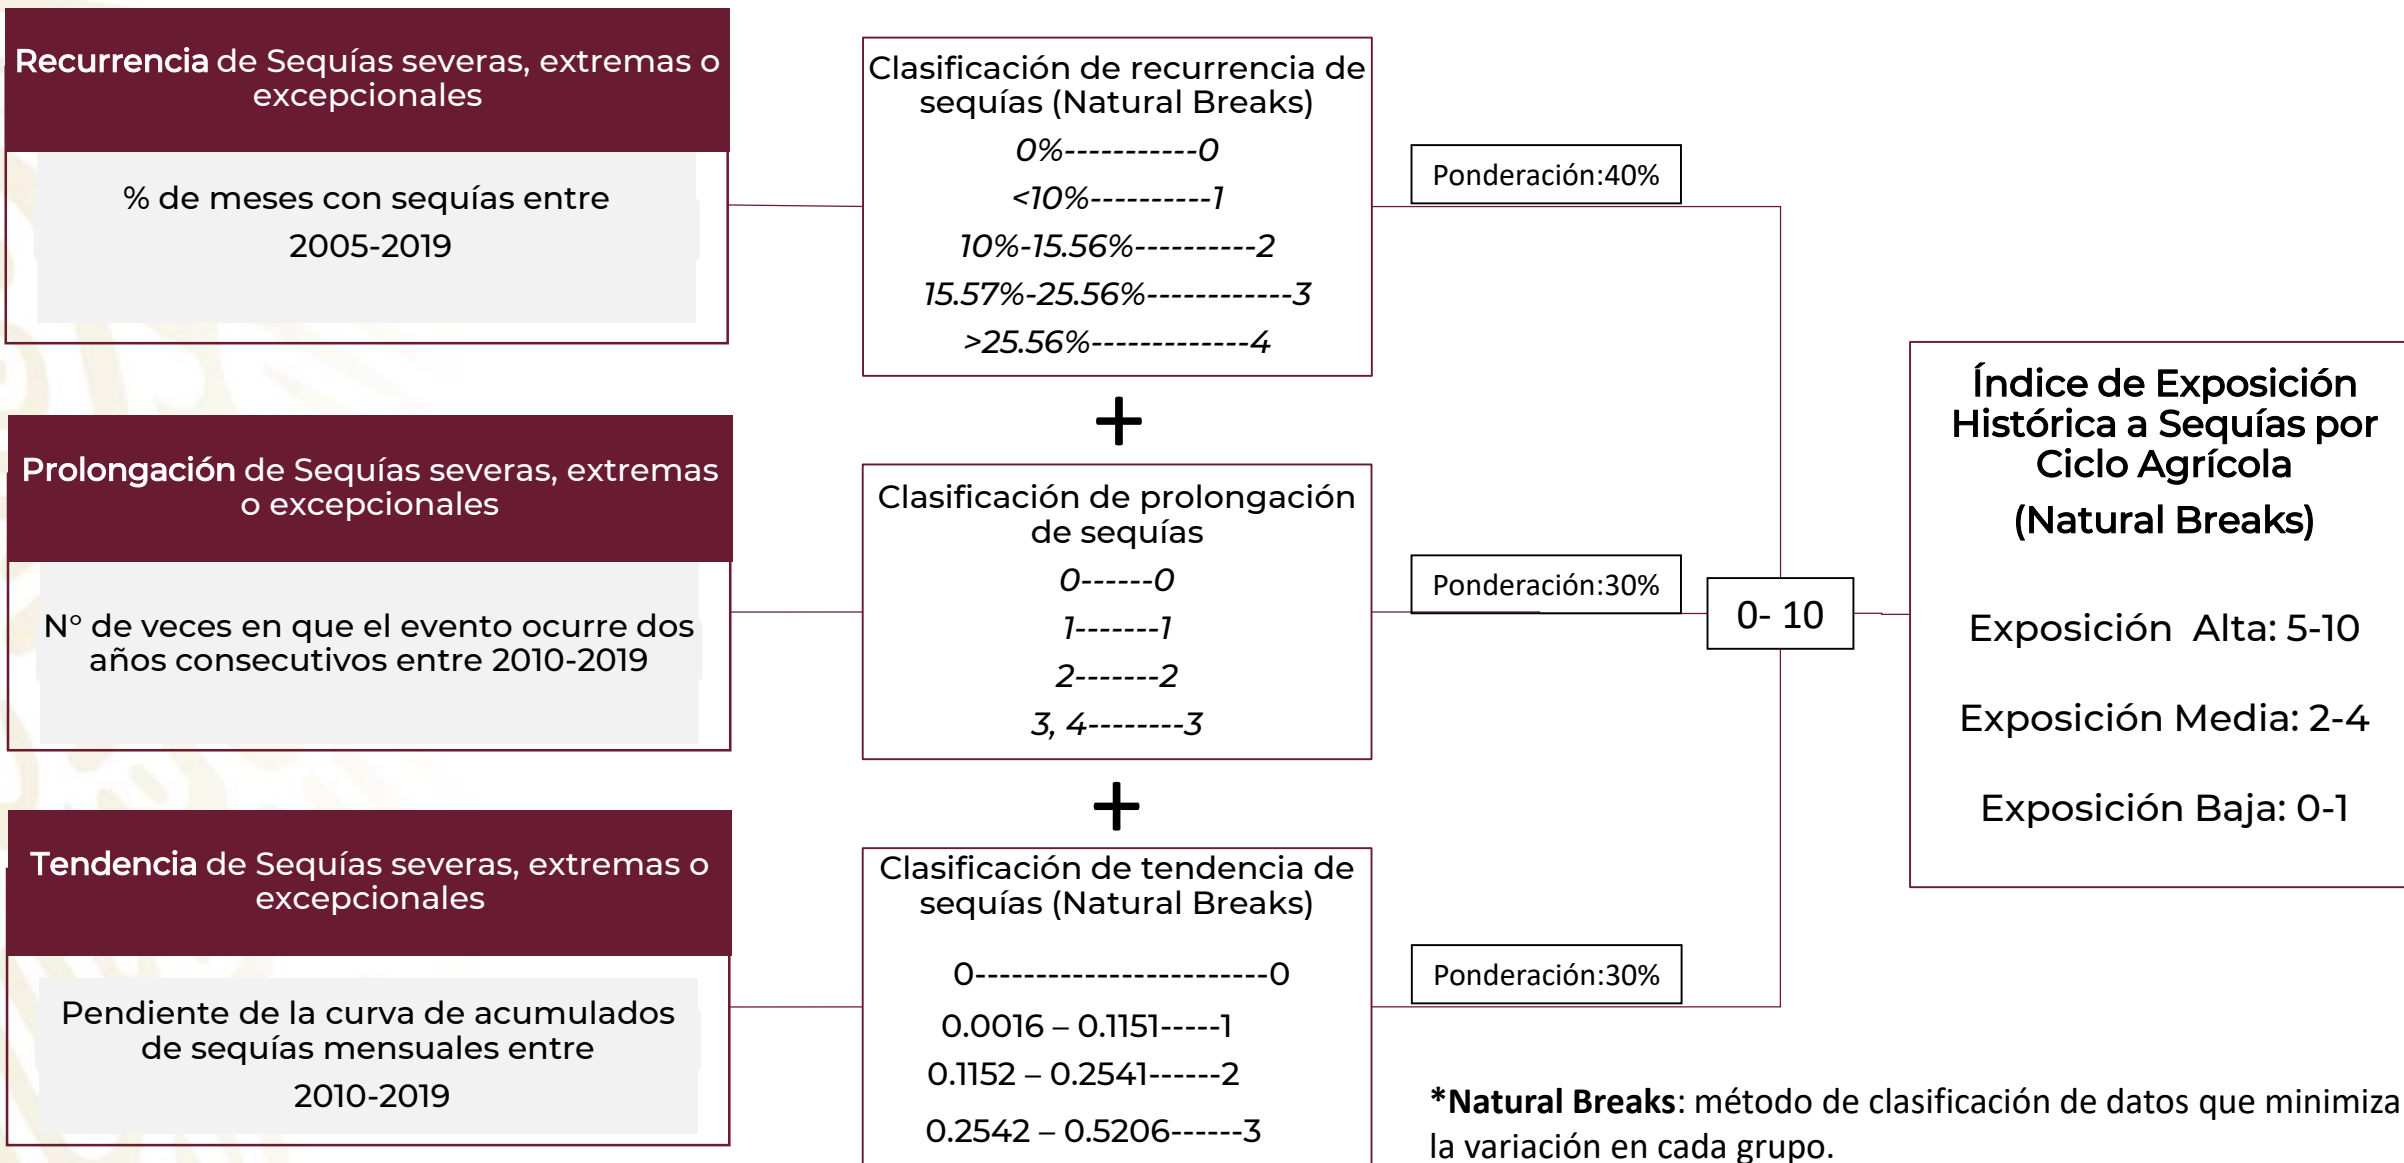 Recurrencia de Sequías severas, extremas o
excepcionales
% de meses con sequías entre
2005-2019
Clasificación de recurrencia de
sequías (Natural Breaks)
0%-----------0
<10%----------1
10%-15.56%----------2
15.57%-25.56%------------3
>25.56%-------------4
Ponderación:40%
+
Prolongación de Sequías severas, extremas
o excepcionales
N° de veces en que el evento ocurre dos
años consecutivos entre 2010-2019
Clasificación de prolongación
de sequías
0------0
1-------1
2-------2
3, 4--------3
Ponderación:30%
+
Tendencia de Sequías severas, extremas o
excepcionales
Pendiente de la curva de acumulados
de sequías mensuales entre
2010-2019
Clasificación de tendencia de
sequías (Natural Breaks)
0------------------------0
0.0016 – 0.1151-----1
0.1152 – 0.2541------2
0.2542 – 0.5206------3
Ponderación:30%
0- 10
Índice de Exposición
Histórica a Sequías por
Ciclo Agrícola
(Natural Breaks)
Exposición  Alta: 5-10
Exposición Media: 2-4
Exposición Baja: 0-1
*Natural Breaks: método de clasificación de datos que minimiza
la variación en cada grupo.